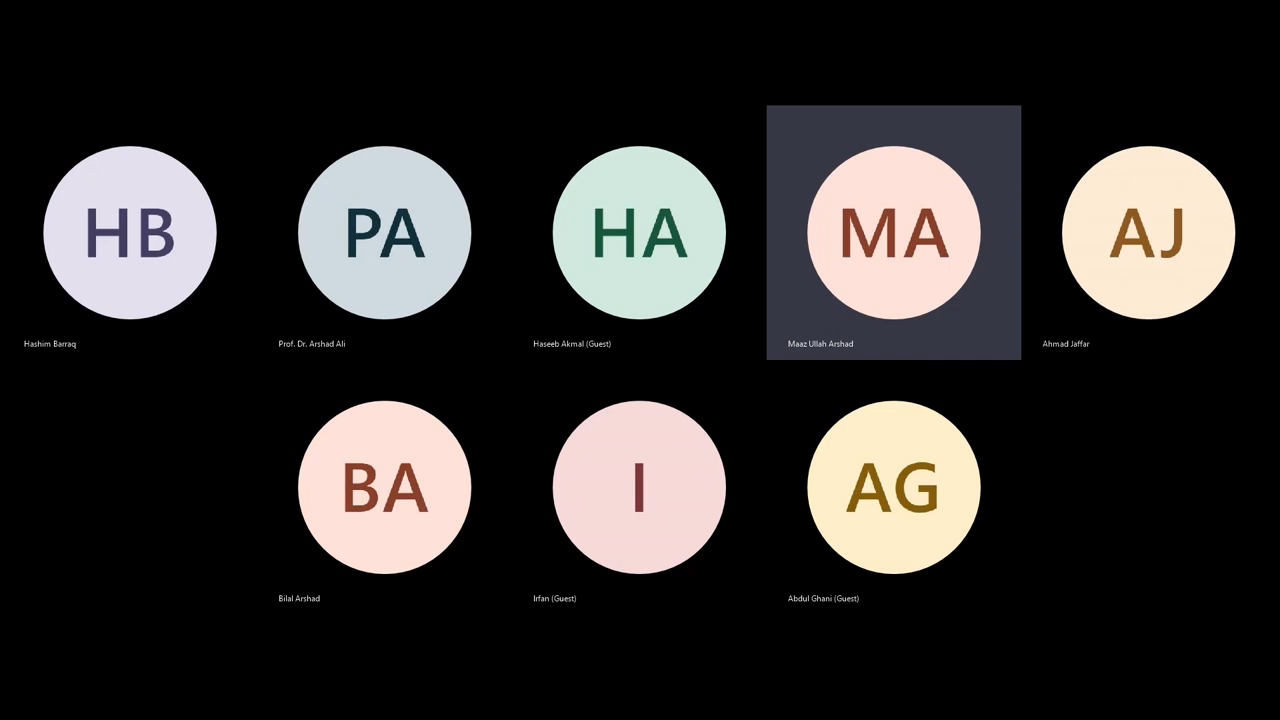 HB
PA
HA
MA
AJ
Hashim Barraq
Prof. Dr. Arshad Ali
Haseeb Akmal (Guest)
Maaz Ullah Arshad
Ahmad Jaffar
BA
I
AG
Bilal Arshad
Irfan (Guest)
Abdul Ghani (Guest)